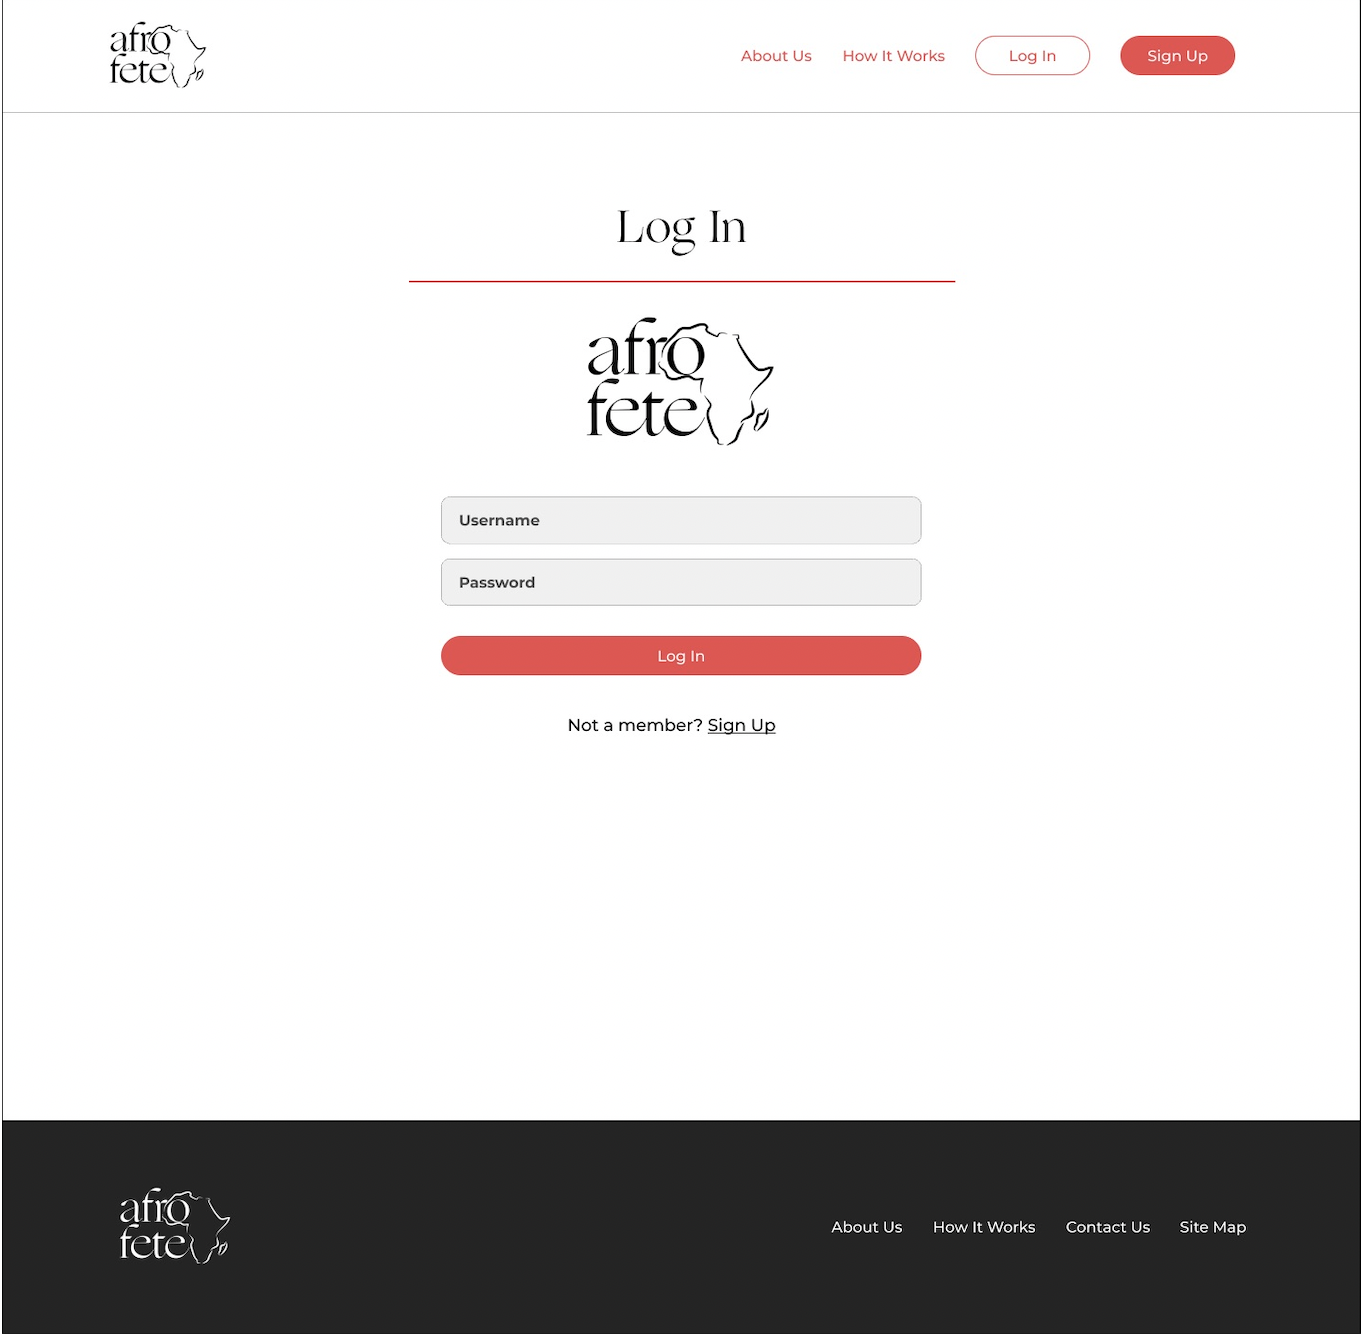 afro
fete
About Us How It Works Log In Sign Up
Log In
afro
fete
Username
Password
Log In
Not a member? Sign Up
afro
fete
About Us How It Works Contact Us Site Map